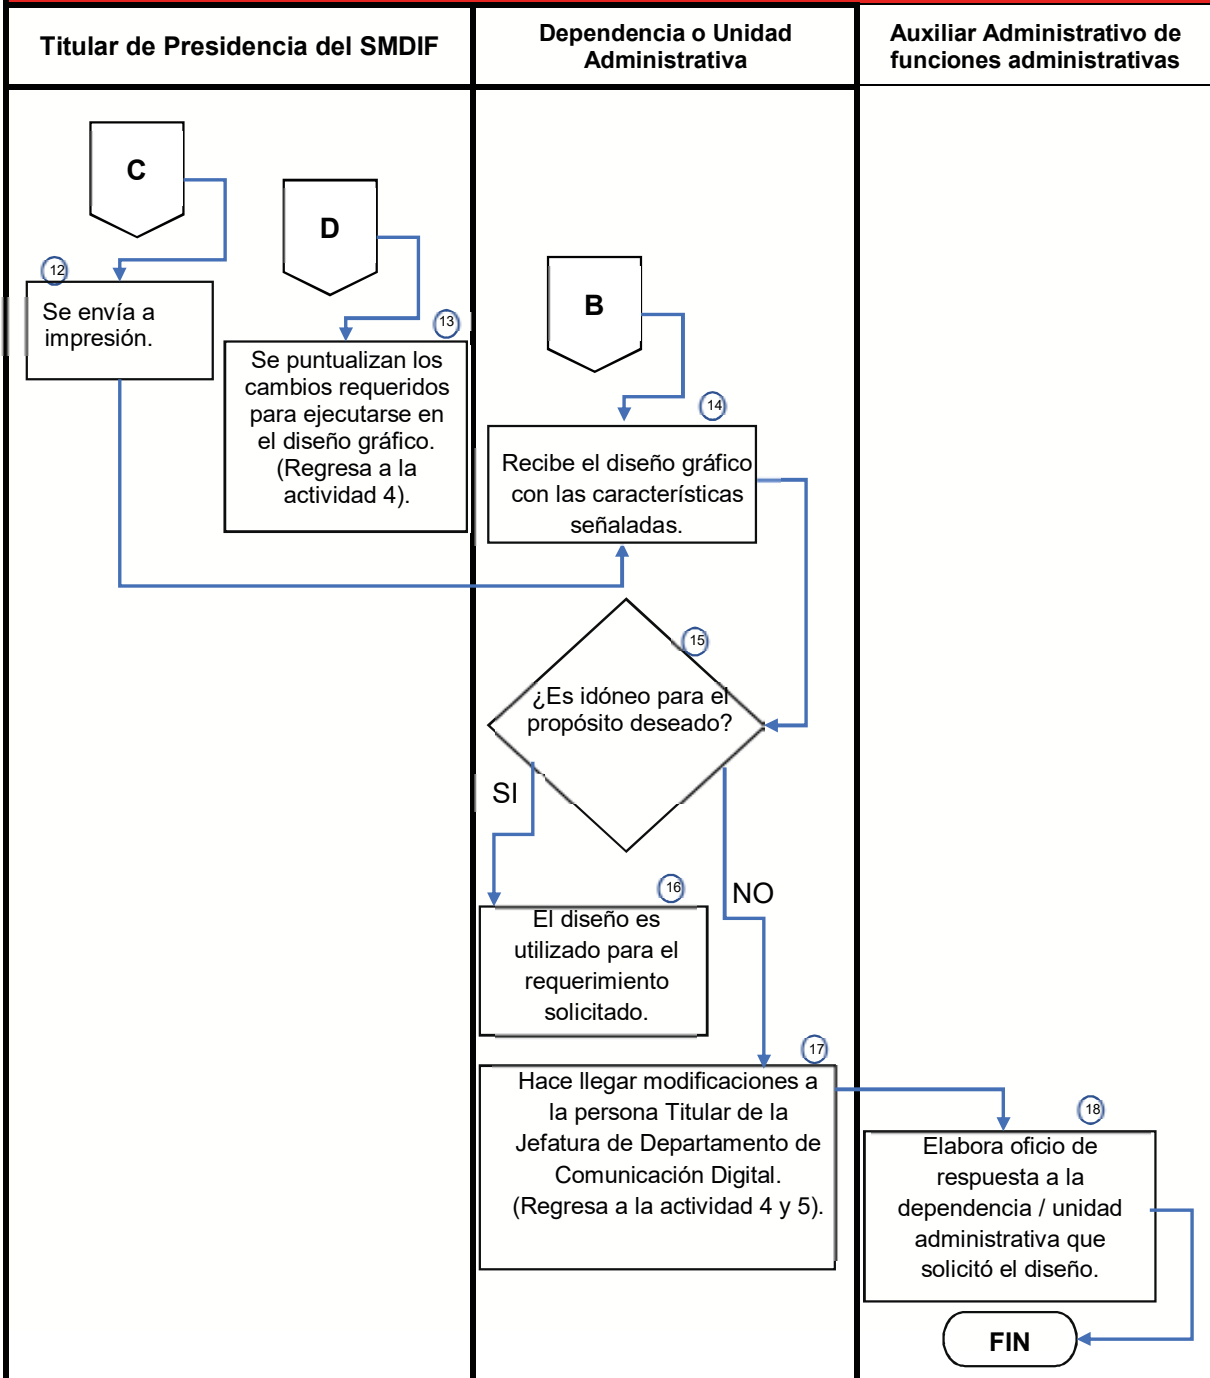 Titular de Presidencia del SMDIF
Dependencia o Unidad
Administrativa
Auxiliar Administrativo de
funciones administrativas
C
D
12
Se envía a
impresión.
13
Se puntualizan los
cambios requeridos
para ejecutarse en
el diseño gráfico.
(Regresa a la
actividad 4).
B
14
Recibe el diseño gráfico
con las características
señaladas.
15
¿Es idóneo para el
propósito deseado?
SI
NO
16
El diseño es
utilizado para el
requerimiento
solicitado.
17
Hace llegar modificaciones a
la persona Titular de la
Jefatura de Departamento de
Comunicación Digital.
(Regresa a la actividad 4 y 5).
18
Elabora oficio de
respuesta a la
dependencia / unidad
administrativa que
solicitó el diseño.
FIN